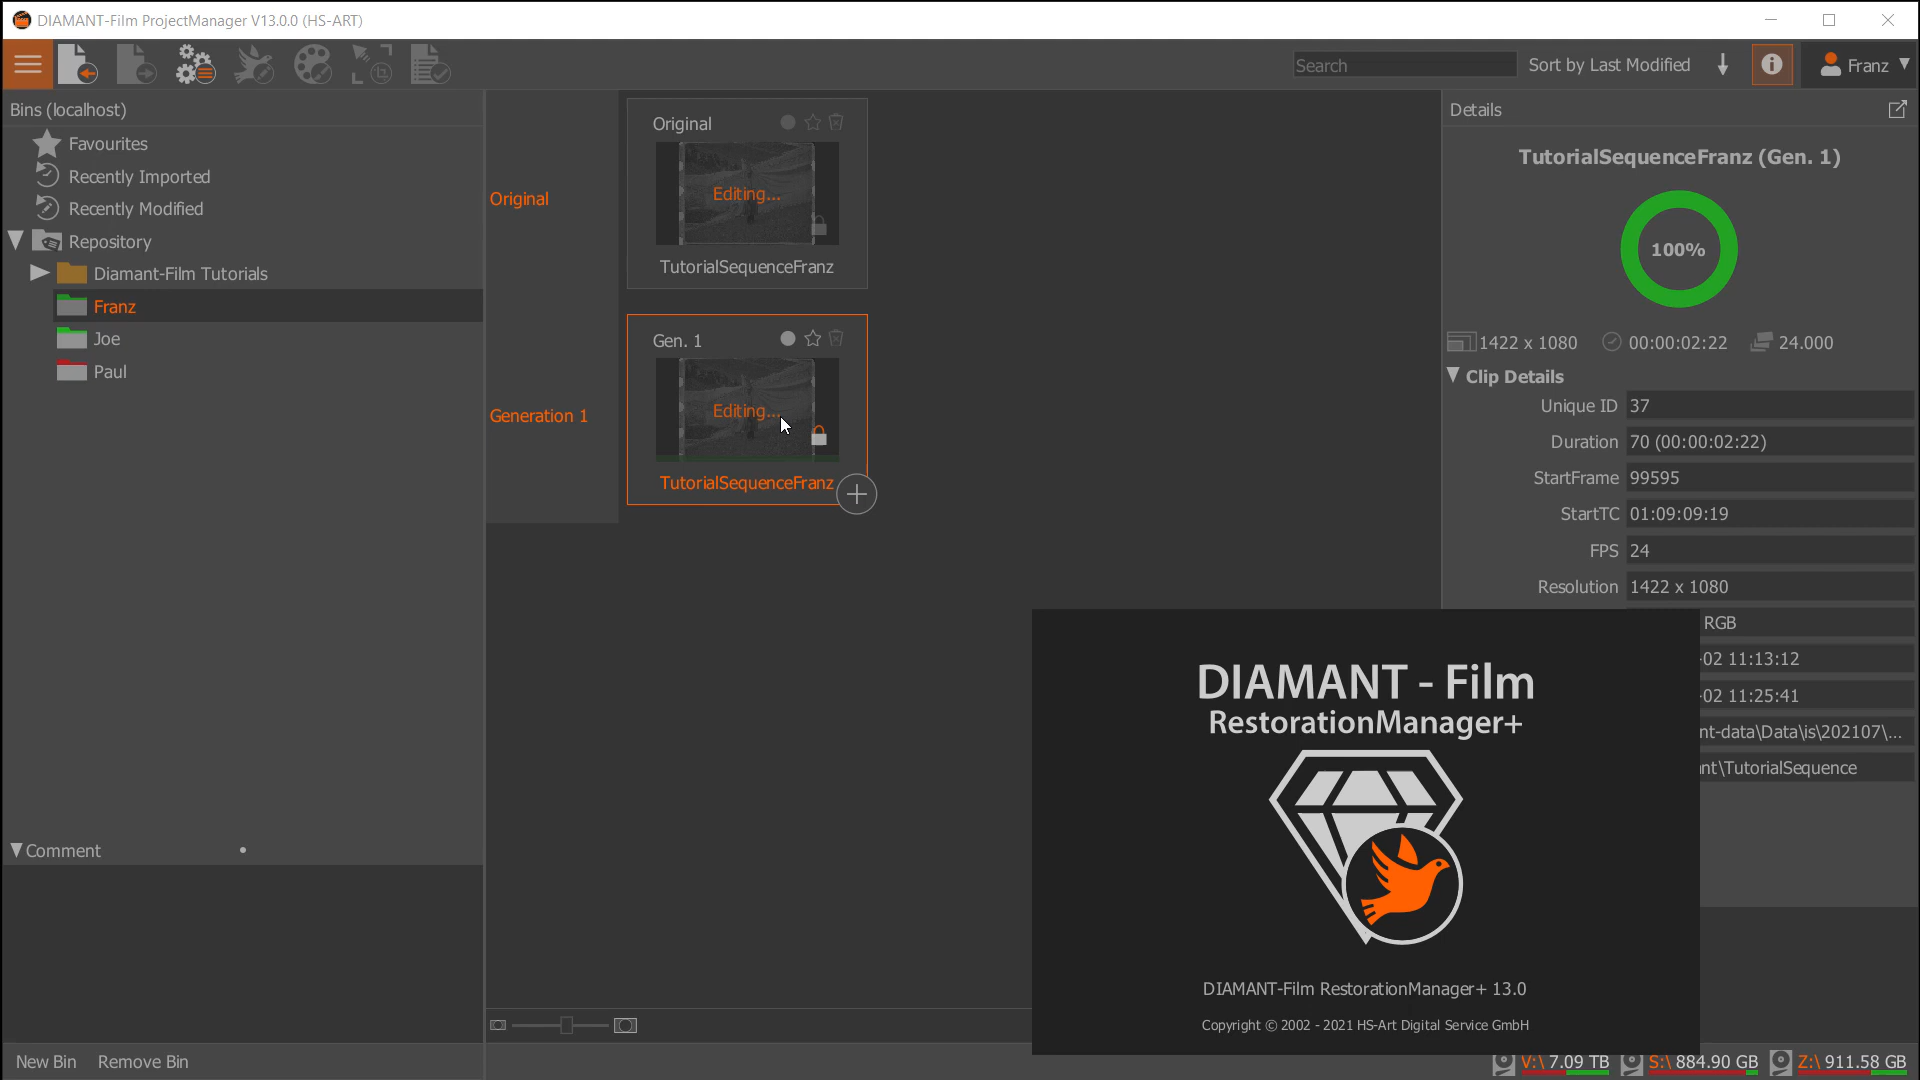 DIAMANT-Film ProjectManager V13.0.0 (HS-ART)
Search
Sort by Last Modified
Franz
Bins (localhost)
Favourites
Recently Imported
Recently Modified
Repository
Diamant-Film Tutorials
Franz
Joe
Paul
Comment
New Bin
Remove Bin
Original
Generation 1
Original
Editing...
TutorialSequenceFranz
Gen. 1
Editing...
TutorialSequenceFranz
Details
TutorialSequenceFranz (Gen. 1)
100%
1422 x 1080
00:00:02:22
24.000
Clip Details
Unique ID 37
Duration 70 (00:00:02:22)
StartFrame 99595
StartTC 01:09:09:19
FPS 24
Resolution 1422 x 1080
RGB
-02 11:13:12
-02 11:25:41
nt-data\Data\is\202107\...
nt\TutorialSequence
DIAMANT - Film
RestorationManager+
DIAMANT-Film RestorationManager+ 13.0
Copyright © 2002 - 2021 HS-Art Digital Service GmbH
V:\ 7.09 TB
S:\ 884.90 GB
Z:\ 911.58 GB